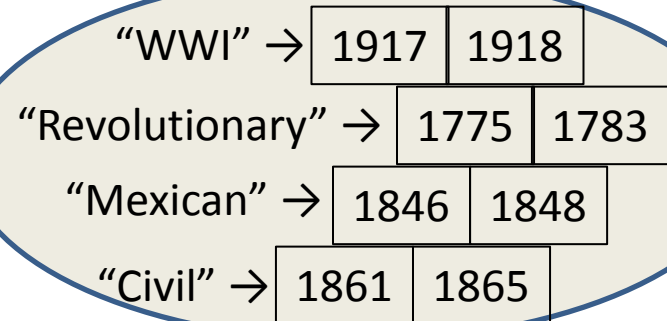 “WWI” → 1917 1918
“Revolutionary” → 1775 1783
“Mexican” → 1846 1848
“Civil” → 1861 1865